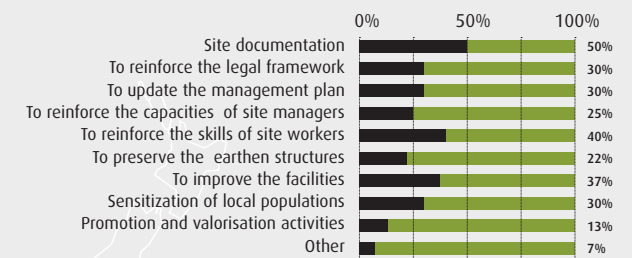 0% 50% 100%
Site documentation 50%
To reinforce the legal framework 30%
To update the management plan 30%
To reinforce the capacities of site managers 25%
To reinforce the skills of site workers 40%
To preserve the earthen structures 22%
To improve the facilities 37%
Sensitization of local populations 30%
Promotion and valorisation activities 13%
Other 7%